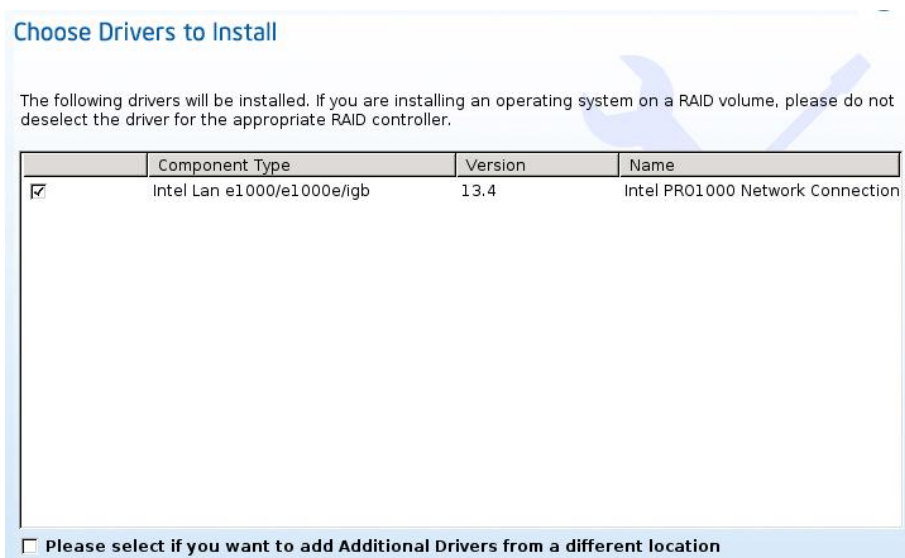 Choose Drivers to Install
The following drivers will be installed. If you are installing an operating system on a RAID volume, please do not
deselect the driver for the appropriate RAID controller.
Component Type Version Name
Intel Lan e1000/e1000e/igb 13.4 Intel PRO1000 Network Connection
Please select if you want to add Additional Drivers from a different location